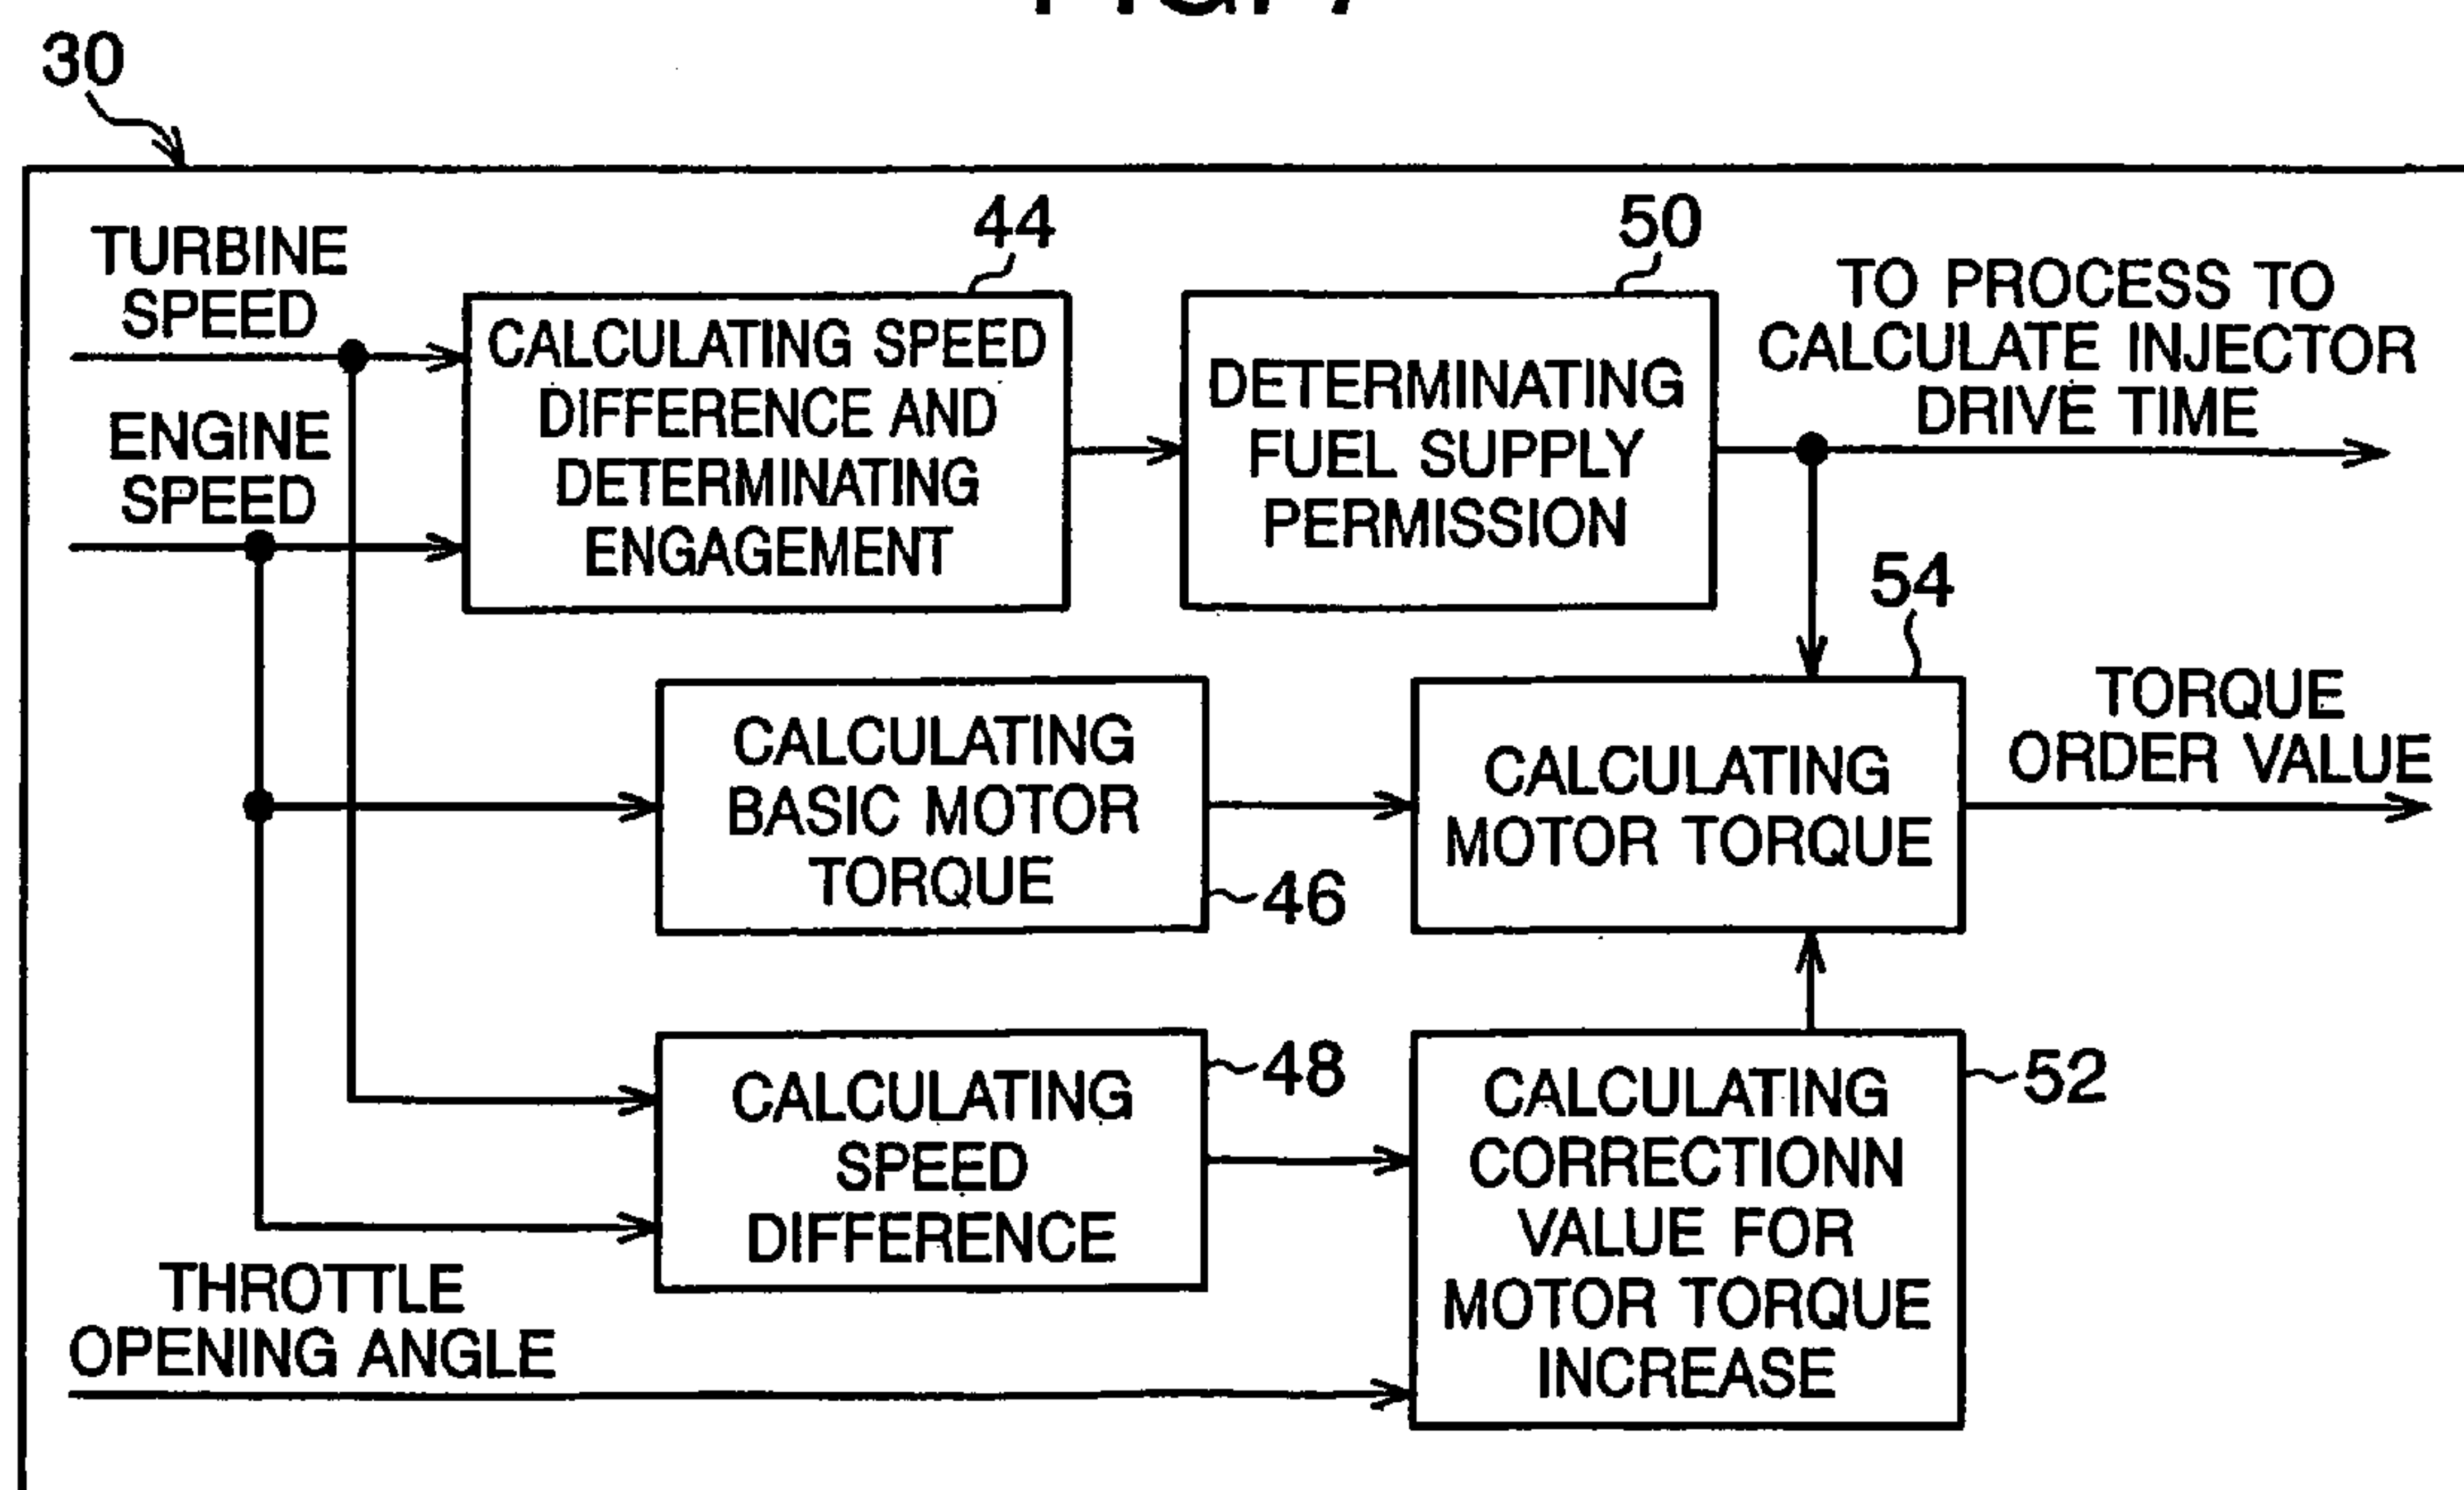 30
TURBINE
SPEED
44
50
TO PROCESS TO
CALCULATE INJECTOR
DRIVE TIME
CALCULATING SPEED
DIFFERENCE AND
DETERMINATING
ENGAGEMENT
DETERMINATING
FUEL SUPPLY
PERMISSION
ENGINE
SPEED
54
CALCULATING
BASIC MOTOR
TORQUE
46
CALCULATING
MOTOR TORQUE
TORQUE
ORDER VALUE
CALCULATING
SPEED
DIFFERENCE
48
CALCULATING
CORRECTIONN
VALUE FOR
MOTOR TORQUE
INCREASE
52
THROTTLE
OPENING ANGLE